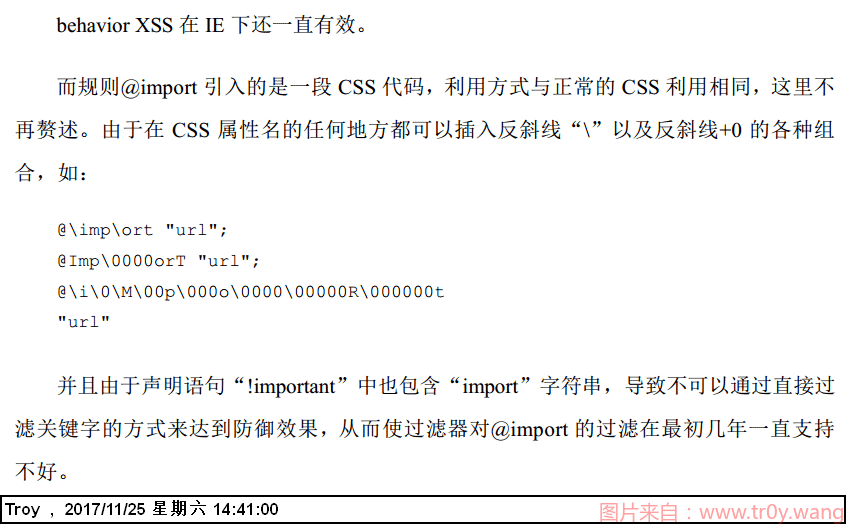 behavior XSS 在 IE 下还一直有效。
而规则@import 引入的是一段 CSS 代码，利用方式与正常的 CSS 利用相同，这里不
再赘述。由于在 CSS 属性名的任何地方都可以插入反斜线“\”以及反斜线+0 的各种组
合，如：
@\imp\ort "url";
@Imp\0000orT "url";
@\i\0\M\00p\000o\0000\00000R\000000t
"url"
并且由于声明语句“!important”中也包含“import”字符串，导致不可以通过直接过
滤关键字的方式来达到防御效果，从而使过滤器对@import 的过滤在最初几年一直支持
不好。
Troy , 2017/11/25 星期六 14:41:00
图片来自：www.tr0y.wang